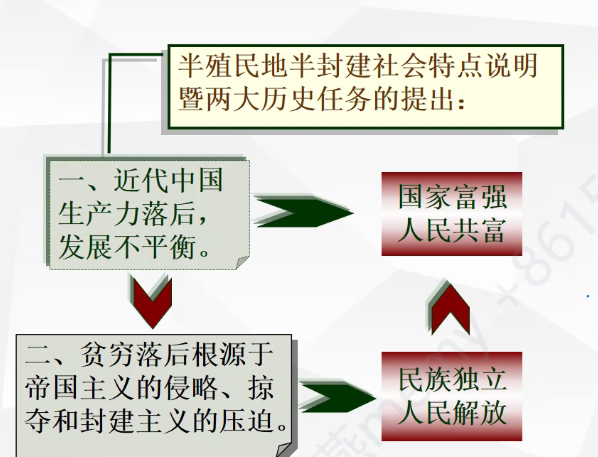 半殖民地半封建社会特点说明
暨两大历史任务的提出：
一、近代中国
生产力落后，
发展不平衡。
国家富强
人民共富
二、贫穷落后根源于
帝国主义的侵略、掠
夺和封建主义的压迫。
民族独立
人民解放